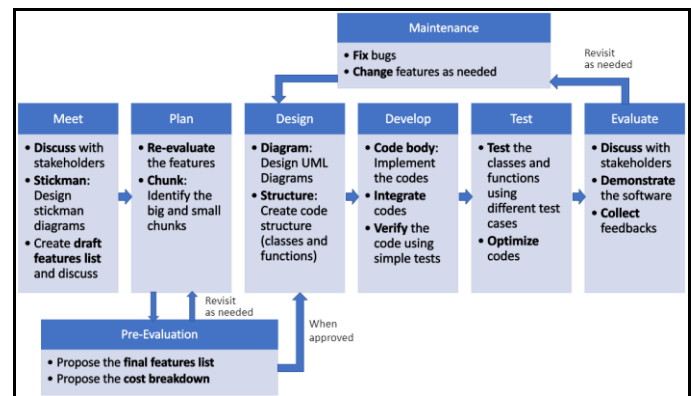 Maintenance
• Fix bugs
• Change features as needed
Revisit
as needed
Meet
• Discuss with
stakeholders
• Stickman:
Design
stickman
diagrams
• Create draft
features list
and discuss
Plan
• Re-evaluate
the features
• Chunk:
Identify the
big and small
chunks
Design
• Diagram:
Design UML
Diagrams
• Structure:
Create code
structure
(classes and
functions)
Develop
• Code body:
Implement
the codes
• Integrate
codes
• Verify the
code using
simple tests
Test
• Test the
classes and
functions
using
different test
cases
• Optimize
codes
Evaluate
• Discuss with
stakeholders
• Demonstrate
the software
• Collect
feedbacks
Revisit
as needed
When
approved
Pre-Evaluation
• Propose the final features list
• Propose the cost breakdown